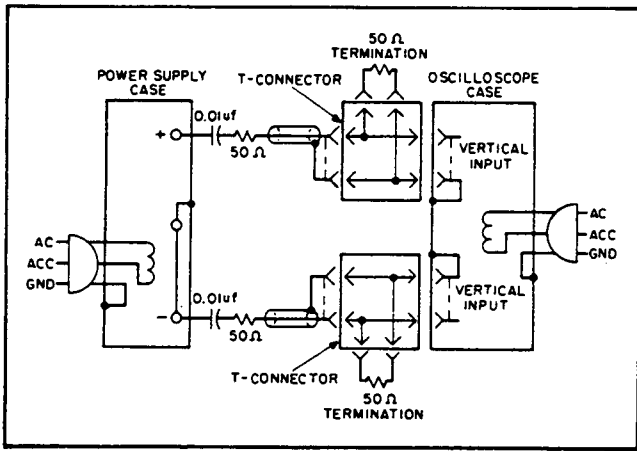 50 Ω
TERMINATION
T-CONNECTOR
POWER SUPPLY
CASE
OSCILLOSCOPE
CASE
0.01uf
+
50 Ω
VERTICAL
INPUT
AC
ACC
GND
AC
ACC
GND
0.01uf
VERTICAL
INPUT
-
50 Ω
T-CONNECTOR
50 Ω
TERMINATION